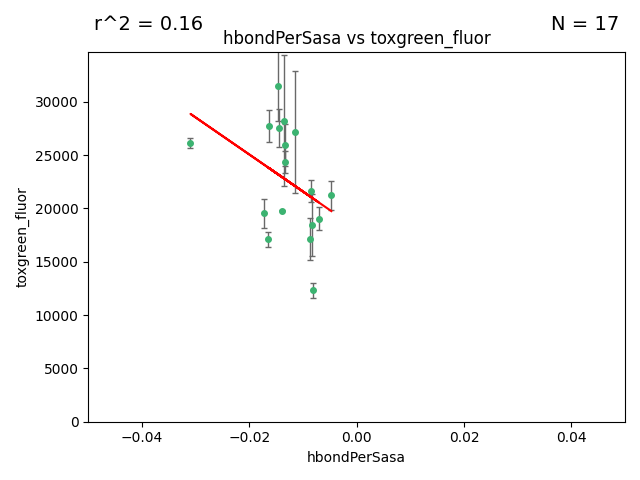 r^2 = 0.16
N = 17
hbondPerSasa vs toxgreen_fluor
30000
25000
20000
15000
10000
5000
0
toxgreen_fluor
−0.04
−0.02
0.00
0.02
0.04
hbondPerSasa